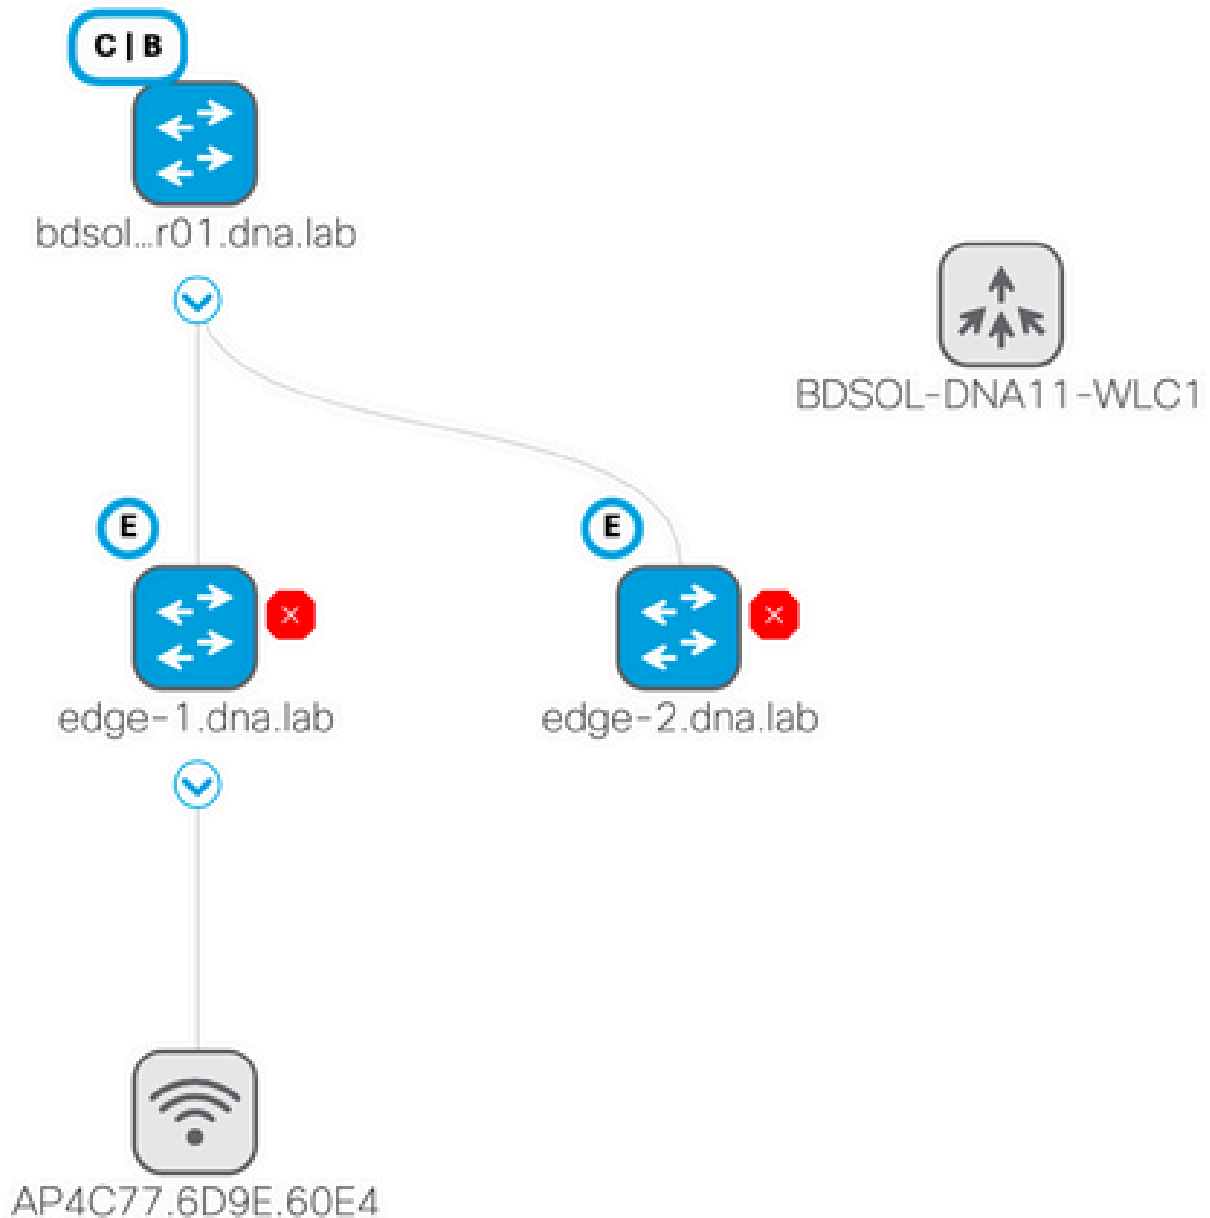 C | B
bdsol...r01.dna.lab
BDSOL-DNA11-WLC1
E
E
edge-1.dna.lab
edge-2.dna.lab
AP4C77.6D9E.60E4